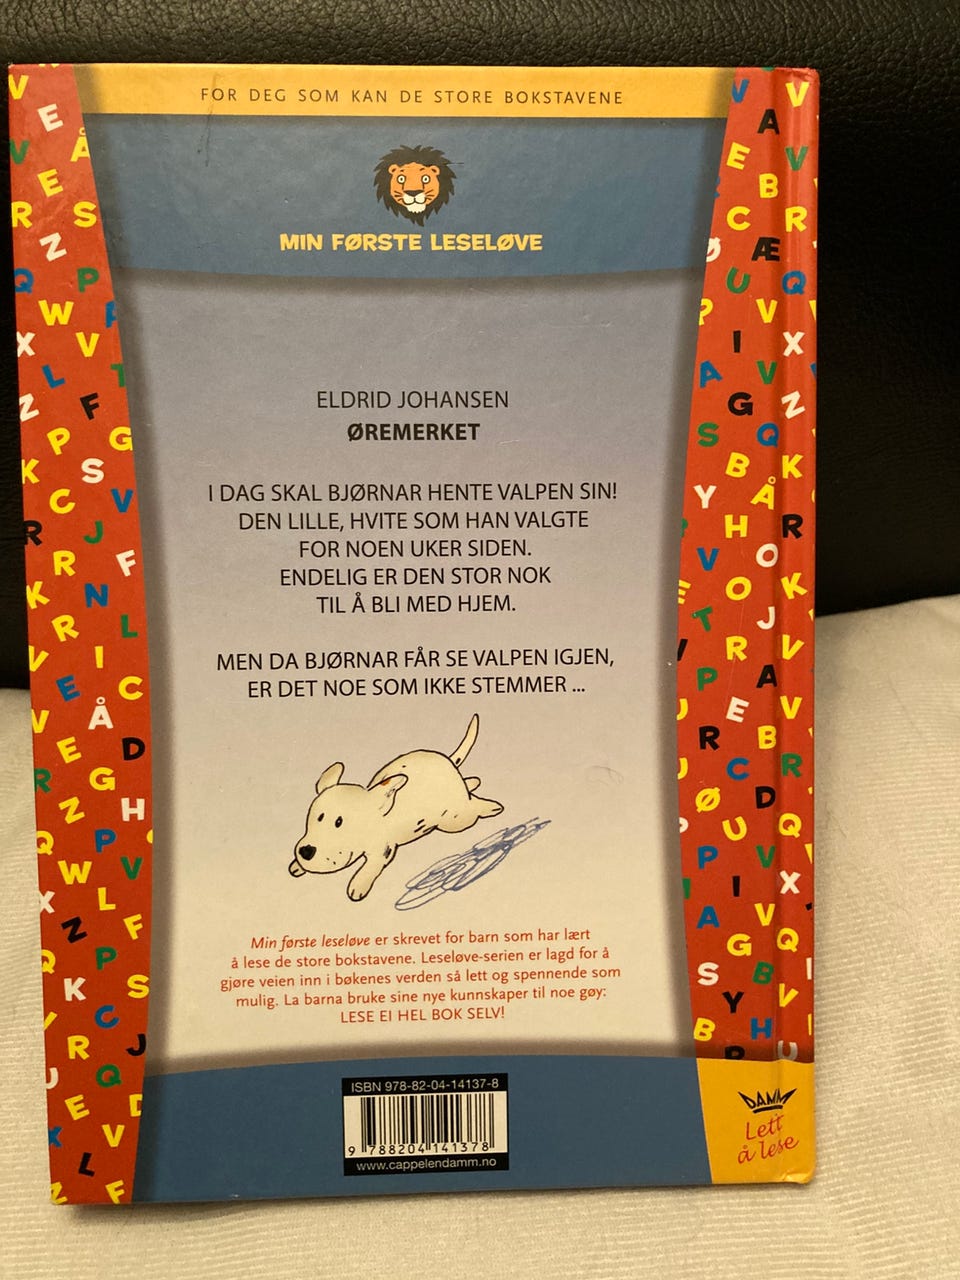 FOR DEG SOM KAN DE STORE BOKSTAVENE
MIN FØRSTE LESELØVE
ELDRID JOHANSEN
ØREMERKET
I DAG SKAL BJØRNAR HENTE VALPEN SIN!
DEN LILLE, HVITE SOM HAN VALGTE
FOR NOEN UKER SIDEN.
ENDELIG ER DEN STOR NOK
TIL Å BLI MED HJEM.
MEN DA BJØRNAR FÅR SE VALPEN IGJEN,
ER DET NOE SOM IKKE STEMMER ...
Min første leseløve er skrevet for barn som har lært
å lese de store bokstavene. Leseløve-serien er lagd for å
gjøre veien inn i bøkenes verden så lett og spennende som
mulig. La barna bruke sine nye kunnskaper til noe gøy:
LESE EI HEL BOK SELV!
ISBN 978-82-04-14137-8
9 788204 141378
www.cappelendamm.no
DAMM
Lett
å lese